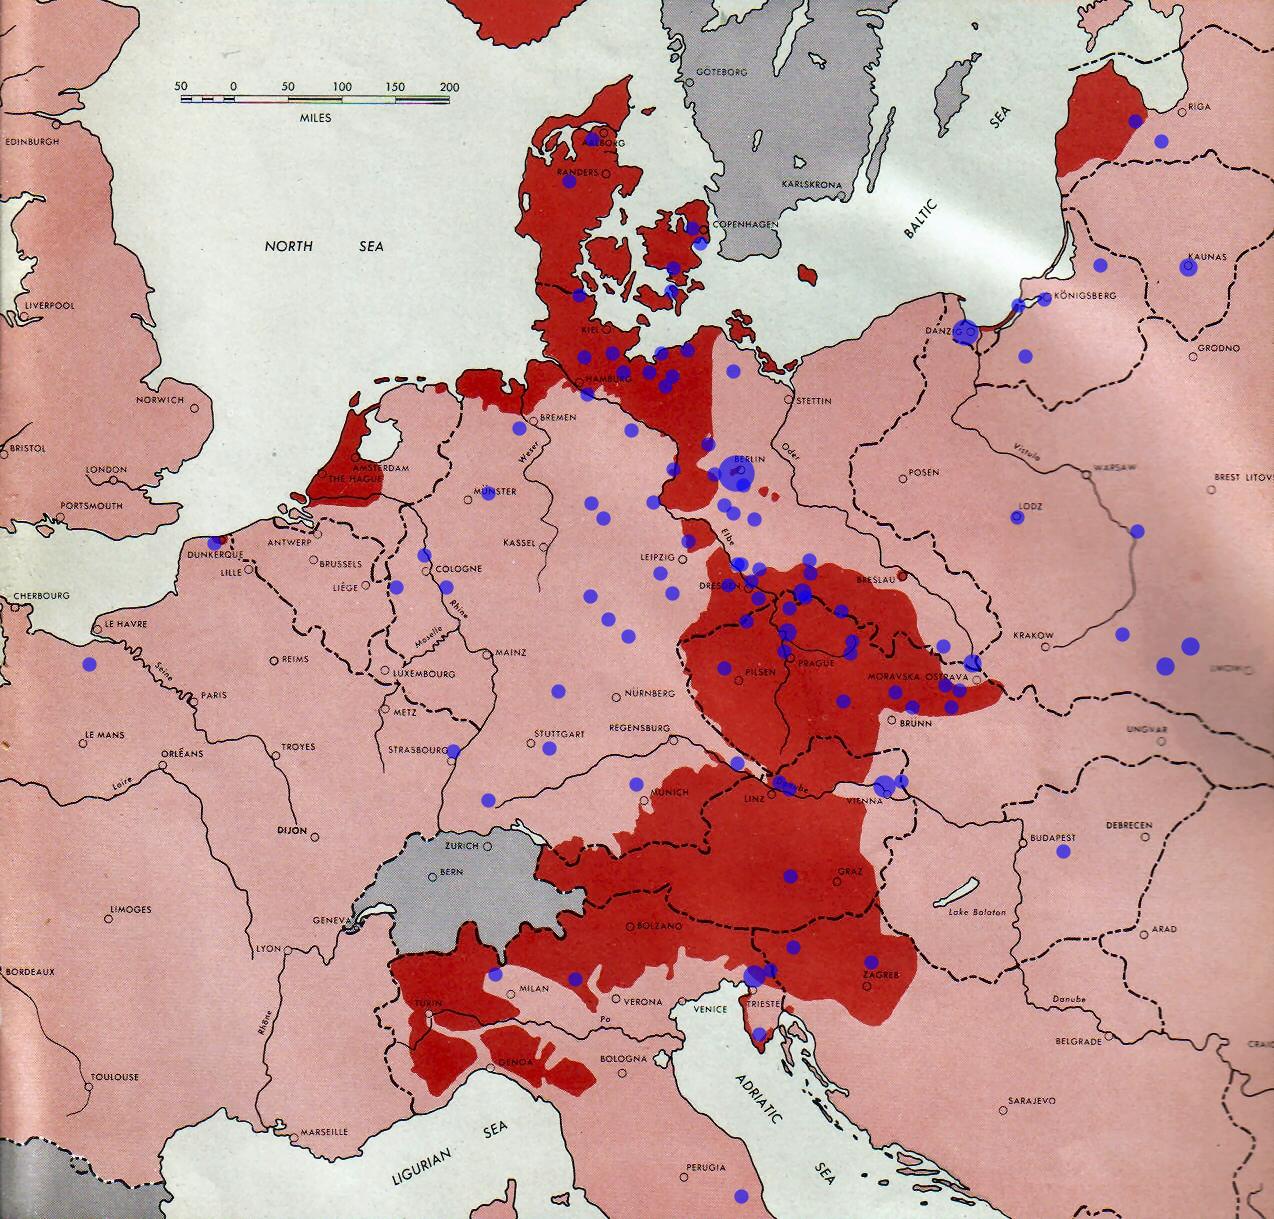 GÖTEBORG
50 0 50 100 150 200
MILES
RIGA
EDINBURGH
SEA
AALBORG
RANDERS
KARLSKRONA
COPENHAGEN
BALTIC
NORTH SEA
KAUNAS
LIVERPOOL
KÖNIGSBERG
KIEL
DANZIG
GRODNO
HAMBURG
NORWICH
STETTIN
BREMEN
BRISTOL
Weser
Oder
Vistula
AMSTERDAM
BERLIN
LONDON
THE HAGUE
POSEN
WARSAW
BREST LITOV
MÜNSTER
PORTSMOUTH
LODZ
Elbe
ANTWERP
KASSEL
DUNKERQUE
LEIPZIG
BRUSSELS
LILLE
COLOGNE
LIÈGE
DRESDEN
BRESLAU
CHERBOURG
Rhine
LE HAVRE
Moselle
KRAKOW
REIMS
MAINZ
PRAGUE
Seine
LUXEMBOURG
PILSEN
MORAVSKA OSTRAVA
LWOW
PARIS
NÜRNBERG
METZ
BRUNN
LE MANS
STUTTGART
REGENSBURG
UNGVAR
TROYES
STRASBOURG
ORLÉANS
Loire
Danube
MUNICH
LINZ
VIENNA
DIJON
BUDAPEST
DEBRECEN
ZURICH
BERN
GRAZ
LIMOGES
Lake Balaton
GENEVA
BOLZANO
ARAD
LYON
BORDEAUX
ZAGREB
MILAN
TURIN
VERONA
VENICE
TRIESTE
Danube
Rhône
Po
BELGRADE
CRAIO
GENOA
BOLOGNA
TOULOUSE
ADRIATIC
SARAJEVO
MARSEILLE
SEA
LIGURIAN
PERUGIA
SEA